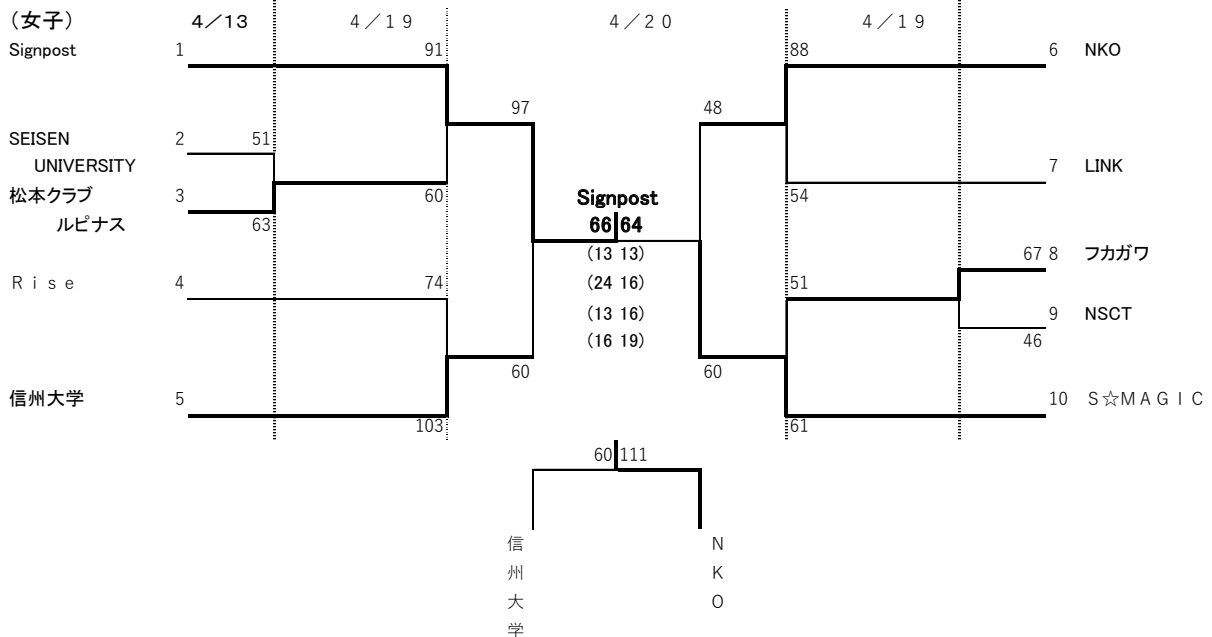 （女子） 4／13 4／19 4／20 4／19
Signpost 1 91 88 6 NKO
97 48
SEISEN 2 51
UNIVERSITY 7 LINK
松本クラブ 3 60 Signpost 54
ルピナス 63 66 64
(13 13) 67 8 フカガワ
Ｒｉｓｅ 4 74 (24 16) 51
(13 16) 9 NSCT
(16 19) 46
60 60
信州大学 5 10 Ｓ☆ＭＡＧＩＣ
103 61
60 111
信州大学
ＮＫＯ